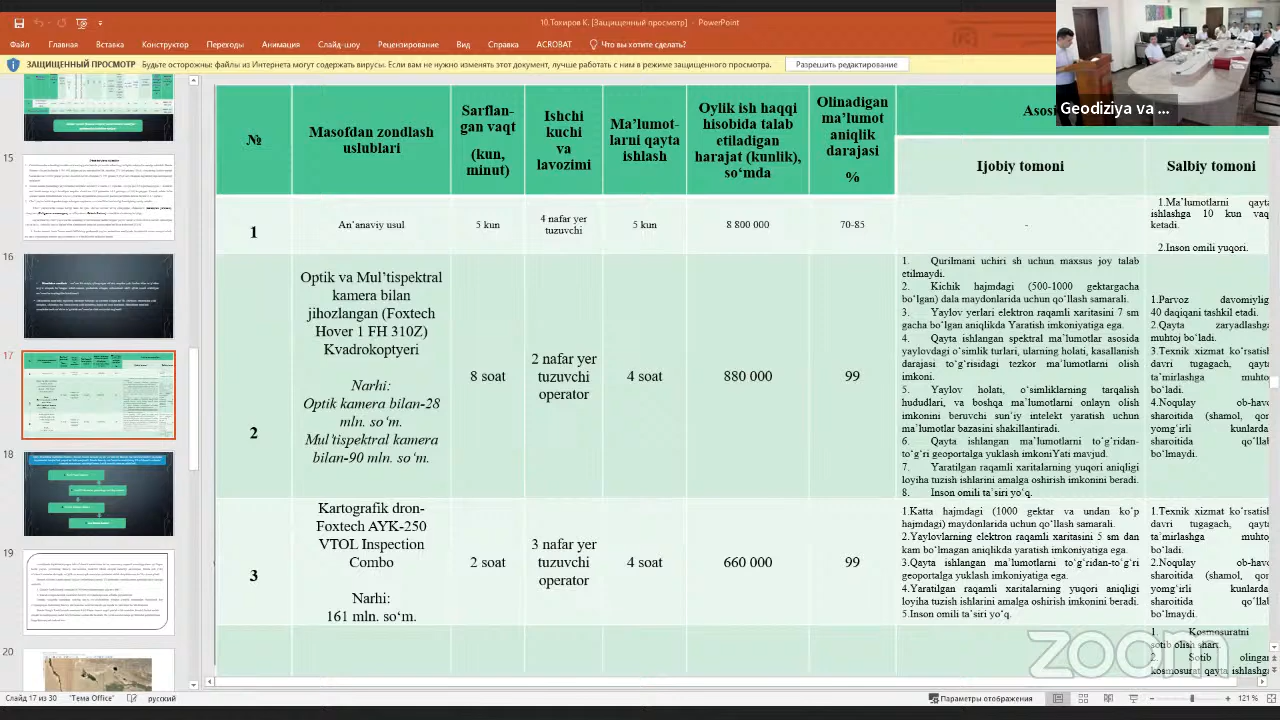 10.Тохиров К. [Защищенный просмотр] - PowerPoint
Файл Главная Вставка Конструктор Переходы Анимация Слайд-шоу Рецензирование Вид Справка ACROBAT Что вы хотите сделать?
ЗАЩИЩЕННЫЙ ПРОСМОТР Будьте осторожны: файлы из Интернета могут содержать вирусы. Если вам не нужно изменять этот документ, лучше работать с ним в режиме защищенного просмотра. Разрешить редактирование
Geodiziya va ...
15
16
17
18
19
20
№
Masofdan zondlash
uslublari
Sarflan-
gan vaqt
(kun,
minut)
Ishchi
kuchi
va
lavozimi
Ma’lumot-
larni qayta
ishlash
Oylik ish haqqi
hisobida talab
etiladigan
harajat (kunlik),
so‘mda
Olinadigan
ma’lumot
aniqlik
darajasi
%
Asosi
Ijobiy tomoni
Salbiy tomoni
1
An’anaviy usul
5 kun
4 nafar yer
tuzuvchi
5 kun
8 800 000
70-85
-
1.Ma’lumotlarni qayta
ishlashga 10 kun vaq
ketadi.
2.Inson omili yuqori.
2
Optik va Mul’tispektral
kamera bilan
jihozlangan (Foxtech
Hover 1 FH 310Z)
Kvadrokoptyeri
Narhi:
Optik kamera bilan-28
mln. so‘m.
Mul’tispektral kamera
bilan-90 mln. so‘m.
8 soat
2 nafar yer
tuzuvchi
operator
4 soat
880 000
99
1. Qurilmani uchiri sh uchun maxsus joy talab
etilmaydi.
2. Kichik hajmdagi (500-1000 gektargacha
bo‘lgan) dala maydonlarida uchun qo‘llash samarali.
3. Yaylov yerlari elektron raqamli xaritasini 7 sm
gacha bo‘lgan aniqlikda Yaratish imkoniyatiga ega.
4. Qayta ishlangan spektral ma’lumotlar asosida
yaylovdagi o‘simlik turlari, ularning holati, kasallanish
darajasi to‘g‘risidagi tezkor ma’lumotlarni olish
imkoni.
5. Yaylov holati, o‘simliklarning tarqalish
hududlari, va boshqa ma’lumotlarni onlayn olish
imkonini beruvchi sun’iy intelekt yaratish uchun
ma’lumotlar bazasini shakillantiradi.
6. Qayta ishlangan ma’lumotlarni to‘g‘ridan-
to‘g‘ri geoportalga yuklash imkonYati mavjud.
7. Yaratilgan raqamli xaritalarning yuqori aniqligi
loyiha tuzish ishlarini amalga oshirish imkonini beradi.
8. Inson omili ta’siri yo‘q.
1.Parvoz davomiylig
40 daqiqani tashkil etadi.
2.Qayta zaryadlashga
muhtoj bo‘ladi.
3.Texnik xizmat ko‘rsatish
davri tugagach, qayta
ta’mirlashga muhtoj
bo‘ladi.
4.Noqulay ob-havo
sharoitida (shamol, qor
yomg‘irli kunlarda
sharoitida qo‘llab
bo‘lmaydi.
3
Kartografik dron-
Foxtech AYK-250
VTOL Inspection
Combo
Narhi:
161 mln. so‘m.
2 soat
3 nafar yer
tuzuvchi
operator
4 soat
660 000
99
1.Katta hajmdagi (1000 gektar va undan ko‘p
hajmdagi) maydonlarida uchun qo‘llash samarali.
2.Yaylovlarning elektron raqamli xaritasini 5 sm dan
kam bo‘lmagan aniqlikda yaratish imkoniyatiga ega.
3.Qayta ishlangan ma’lumotlarni to‘g‘ridan-to‘g‘ri
geoportalga yuklash imkoniyatiga ega.
4.Yaratilgan raqamli xaritalarning yuqori aniqligi
loyiha tuzish ishlarini amalga oshirish imkonini beradi.
5.Inson omili ta’siri yo‘q.
1.Texnik xizmat ko‘rsatish
davri tugagach, qayta
ta’mirlashga muhtoj
bo‘ladi.
2.Noqulay ob-havo
sharoitida (shamol, qor
yomg‘irli kunlarda
sharoitida qo‘llab
bo‘lmaydi.
1. Kosmosuratni
sotib olish shart.
2. Sotib olingan
kosmosurat qayta ishlashga
zoom
Слайд 17 из 30 "Тема Office" русский Параметры отображения 121 %